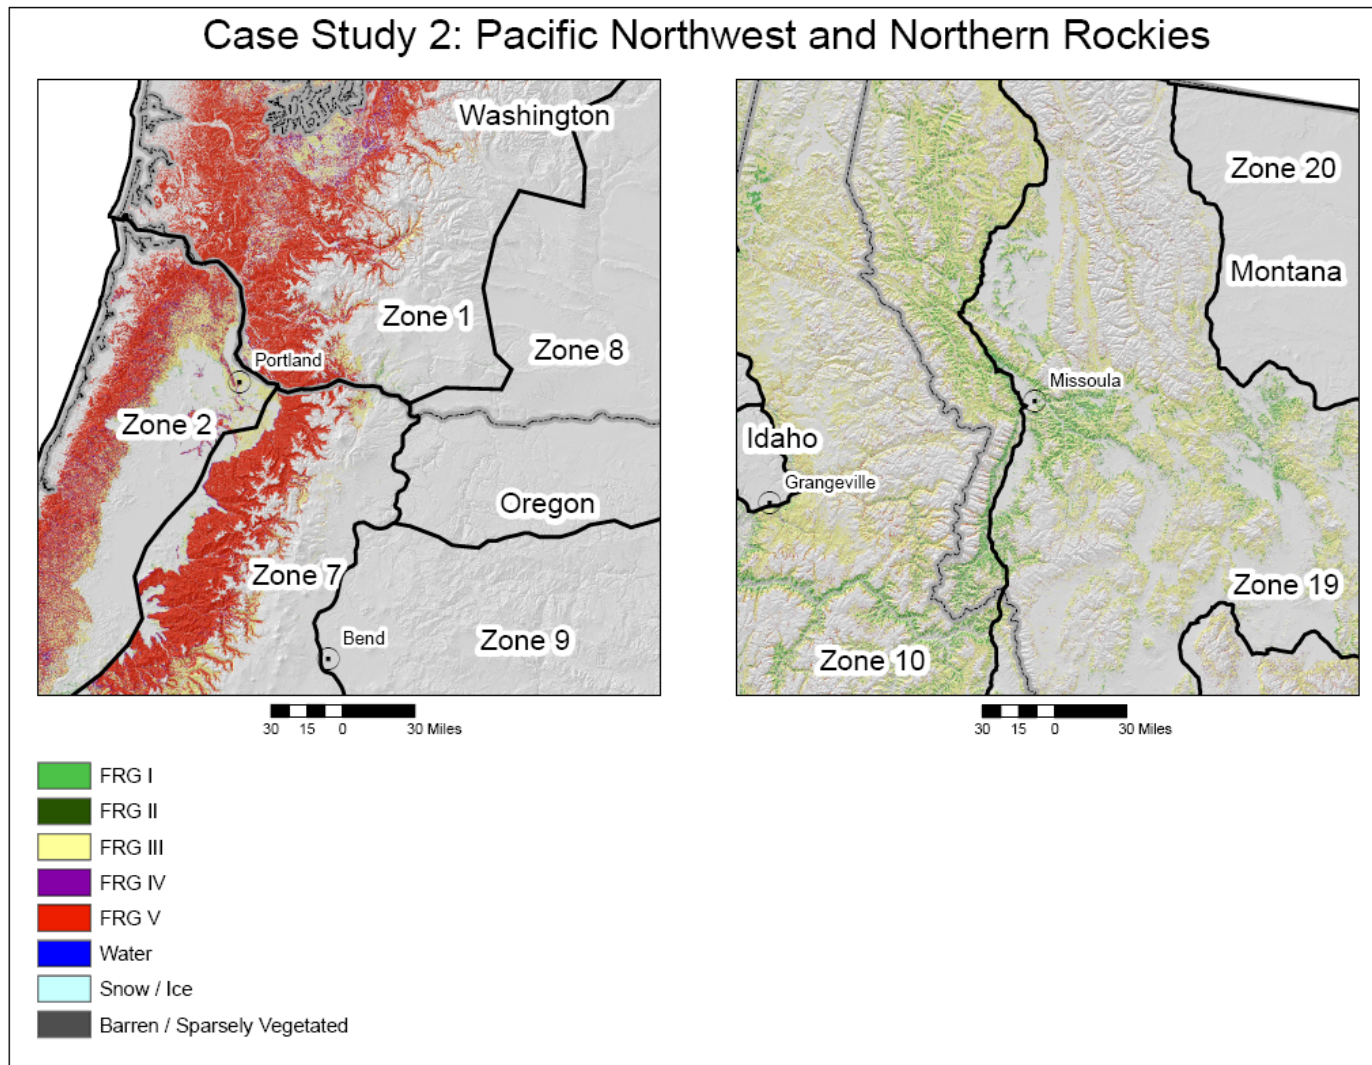 Case Study 2: Pacific Northwest and Northern Rockies
Washington
Zone 1
Zone 8
Portland
Zone 2
Oregon
Zone 7
Bend
Zone 9
30 15 0 30 Miles
Zone 20
Montana
Missoula
Idaho
Grangeville
Zone 19
Zone 10
30 15 0 30 Miles
FRG I
FRG II
FRG III
FRG IV
FRG V
Water
Snow / Ice
Barren / Sparsely Vegetated